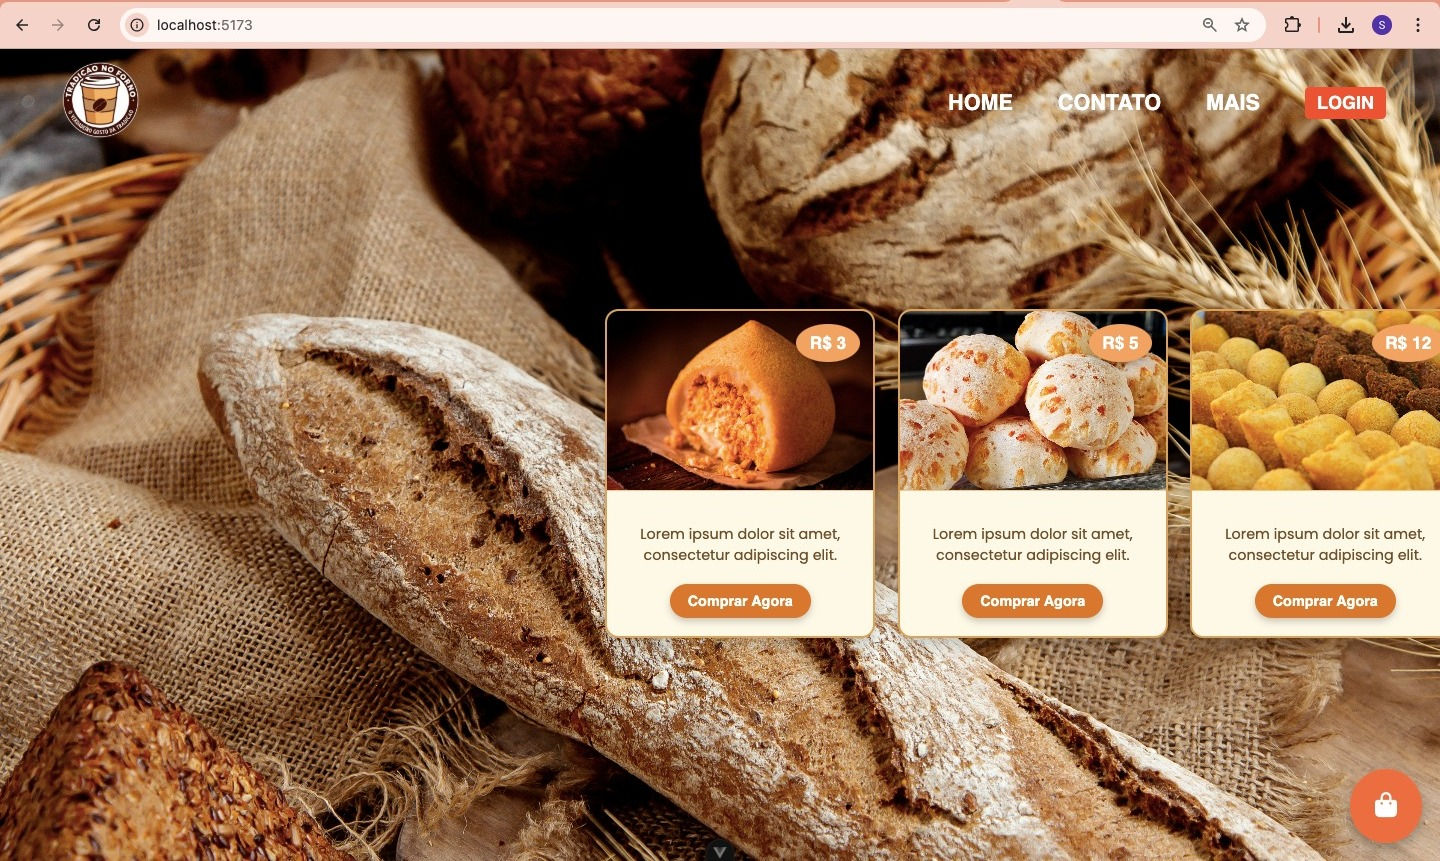 localhost:5173
S
TRADIÇÃO NO FORNO
O VERDADEIRO GOSTO DA TRADIÇÃO
HOME CONTATO MAIS LOGIN
R$ 3
R$ 5
R$ 12
Lorem ipsum dolor sit amet,
consectetur adipiscing elit.
Comprar Agora
Lorem ipsum dolor sit amet,
consectetur adipiscing elit.
Comprar Agora
Lorem ipsum dolor sit amet,
consectetur adipiscing elit.
Comprar Agora